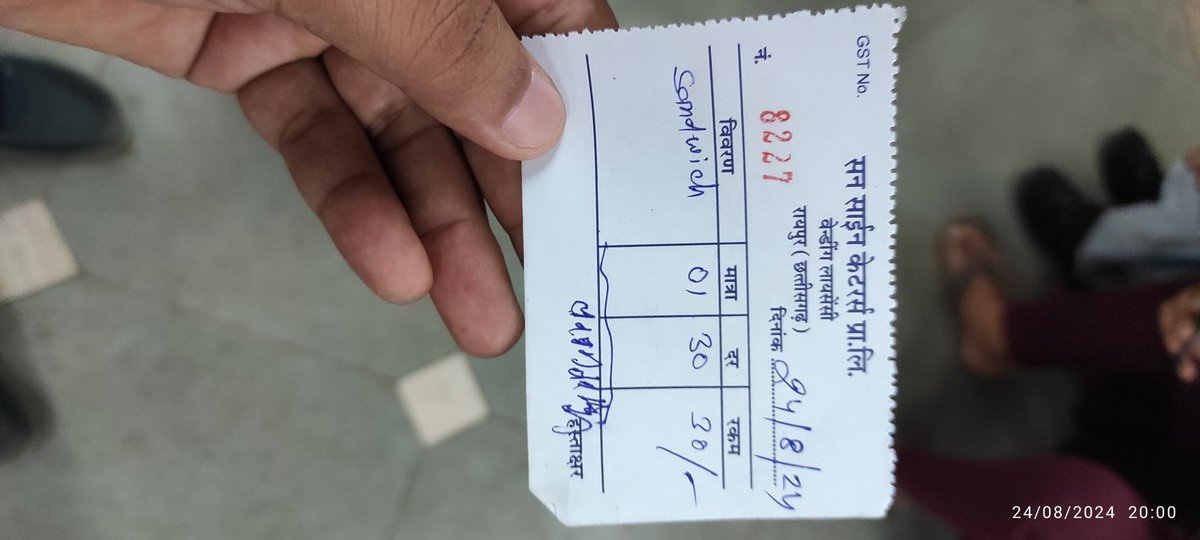 GST No.
सन साईन केटरर्स प्रा.लि.
वेन्डींग लायसेंसी
रायपुर ( छत्तीसगढ़ )
नं. 8227 दिनांक 24/8/24
विवरण मात्रा दर रकम
Sandwich 01 30 30/-
हस्ताक्षर
24/08/2024 20:00